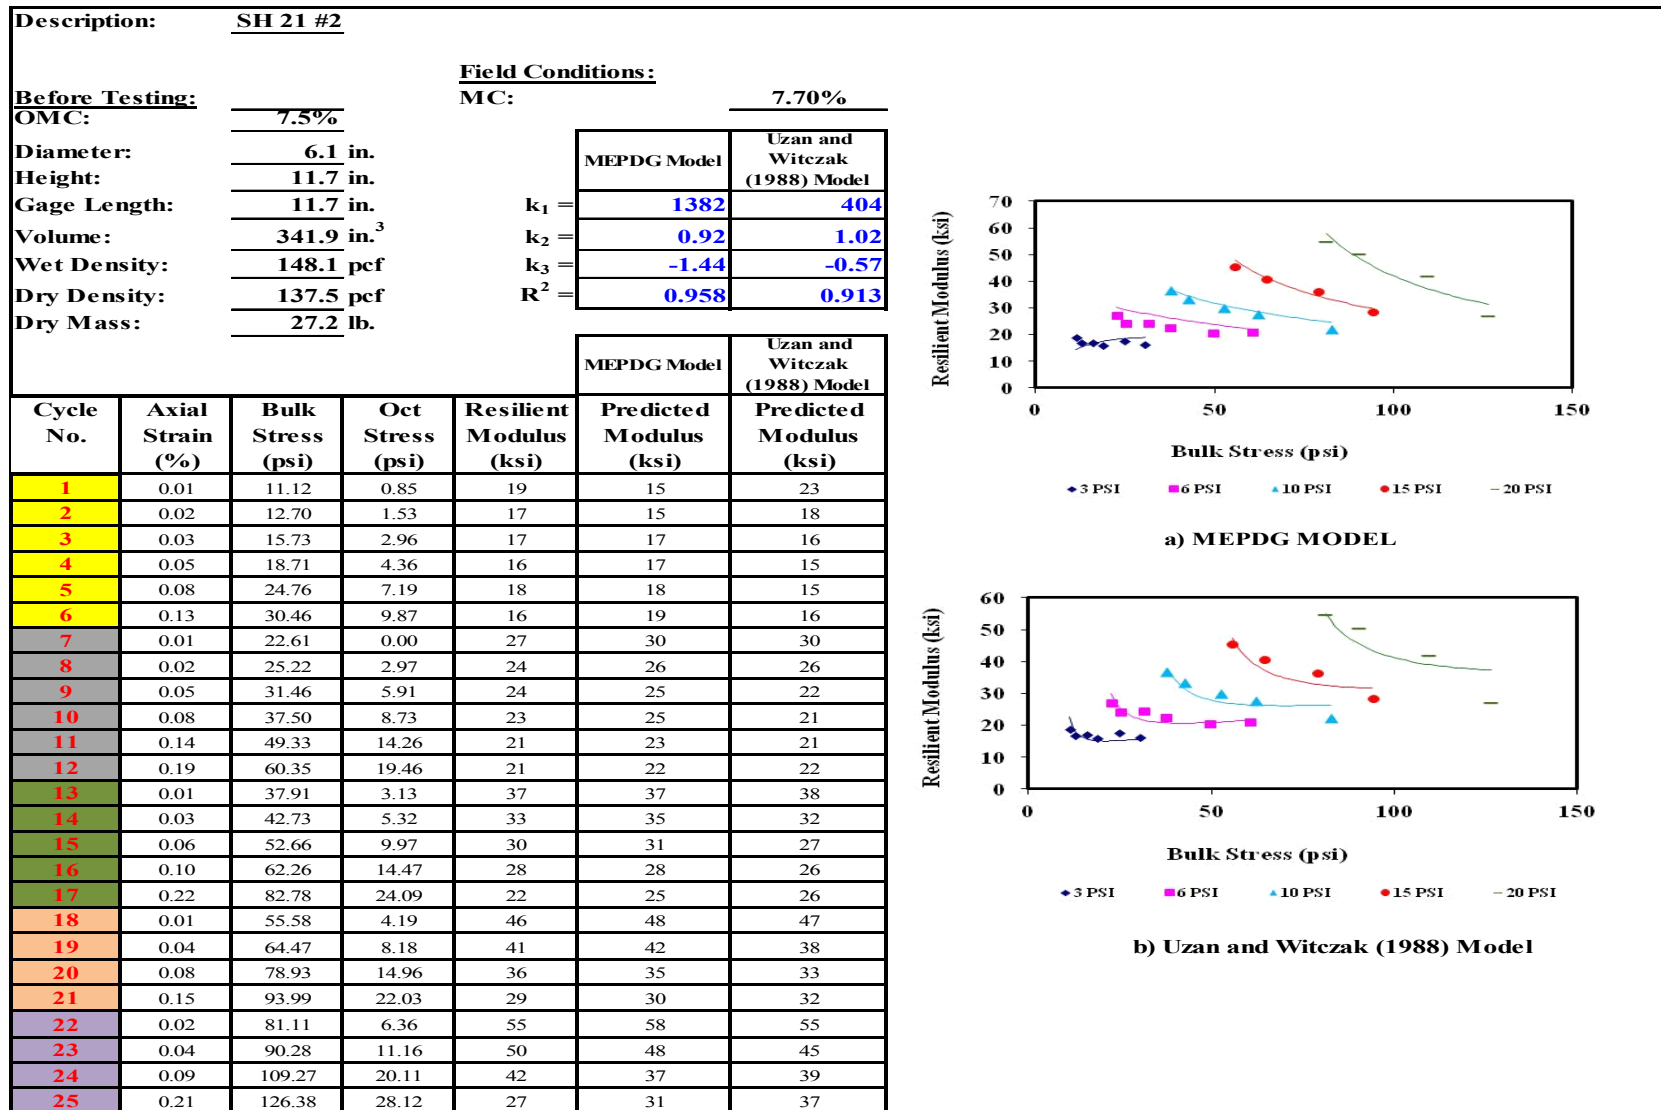 Description: SH 21 #2
Field Conditions:
Before Testing: MC: 7.70%
OMC: 7.5%
Diameter: 6.1 in.
Height: 11.7 in.
Gage Length: 11.7 in.
Volume: 341.9 in.³
Wet Density: 148.1 pcf
Dry Density: 137.5 pcf
Dry Mass: 27.2 lb.
MEPDG Model Uzan and Witczak (1988) Model
k₁ = 1382 404
k₂ = 0.92 1.02
k₃ = -1.44 -0.57
R² = 0.958 0.913
MEPDG Model Uzan and Witczak (1988) Model
Cycle No. Axial Strain (%) Bulk Stress (psi) Oct Stress (psi) Resilient Modulus (ksi) Predicted Modulus (ksi) Predicted Modulus (ksi)
1 0.01 11.12 0.85 19 15 23
2 0.02 12.70 1.53 17 15 18
3 0.03 15.73 2.96 17 17 16
4 0.05 18.71 4.36 16 17 15
5 0.08 24.76 7.19 18 18 15
6 0.13 30.46 9.87 16 19 16
7 0.01 22.61 0.00 27 30 30
8 0.02 25.22 2.97 24 26 26
9 0.05 31.46 5.91 24 25 22
10 0.08 37.50 8.73 23 25 21
11 0.14 49.33 14.26 21 23 21
12 0.19 60.35 19.46 21 22 22
13 0.01 37.91 3.13 37 37 38
14 0.03 42.73 5.32 33 35 32
15 0.06 52.66 9.97 30 31 27
16 0.10 62.26 14.47 28 28 26
17 0.22 82.78 24.09 22 25 26
18 0.01 55.58 4.19 46 48 47
19 0.04 64.47 8.18 41 42 38
20 0.08 78.93 14.96 36 35 33
21 0.15 93.99 22.03 29 30 32
22 0.02 81.11 6.36 55 58 55
23 0.04 90.28 11.16 50 48 45
24 0.09 109.27 20.11 42 37 39
25 0.21 126.38 28.12 27 31 37
Resilient Modulus (ksi)
70
60
50
40
30
20
10
0
0 50 100 150
Bulk Stress (psi)
3 PSI 6 PSI 10 PSI 15 PSI 20 PSI
a) MEPDG MODEL
Resilient Modulus (ksi)
60
50
40
30
20
10
0
0 50 100 150
Bulk Stress (psi)
3 PSI 6 PSI 10 PSI 15 PSI 20 PSI
b) Uzan and Witczak (1988) Model